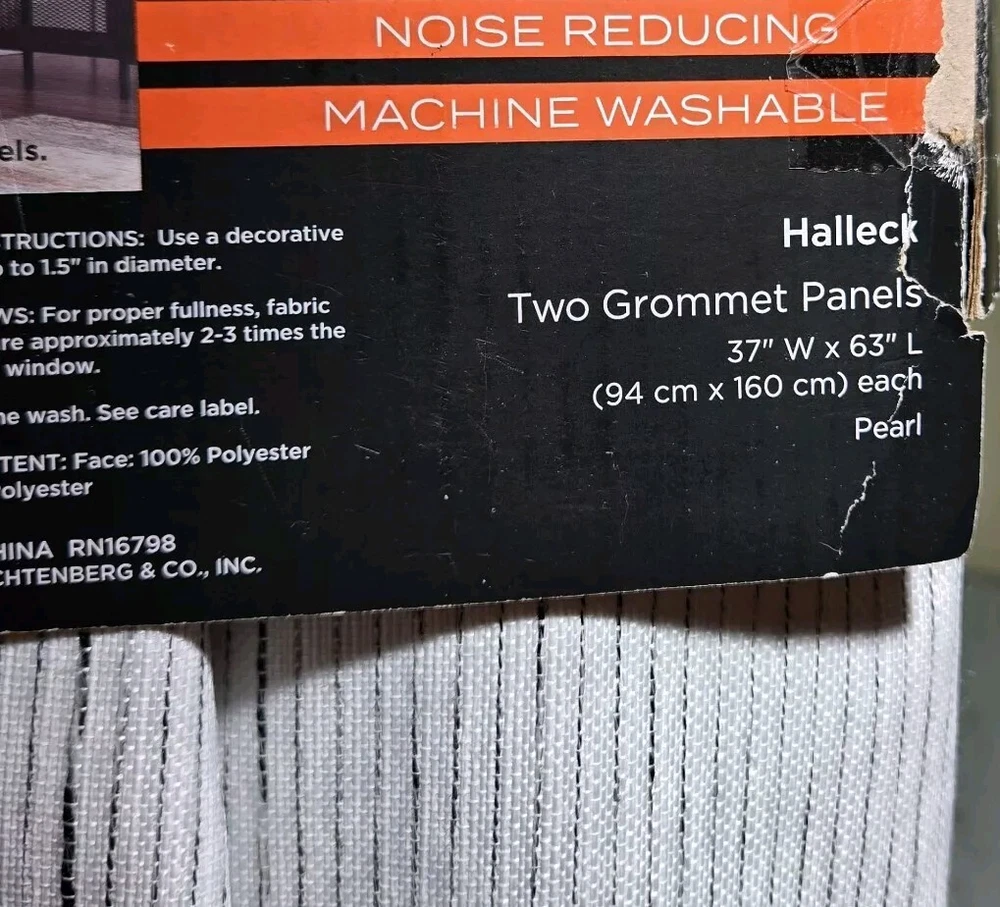 NOISE REDUCING
MACHINE WASHABLE
els.
TRUCTIONS: Use a decorative
to 1.5" in diameter.
WS: For proper fullness, fabric
re approximately 2-3 times the
window.
ne wash. See care label.
TENT: Face: 100% Polyester
olyester
HINA RN16798
CHTENBERG & CO., INC.
Halleck
Two Grommet Panels
37" W x 63" L
(94 cm x 160 cm) each
Pearl